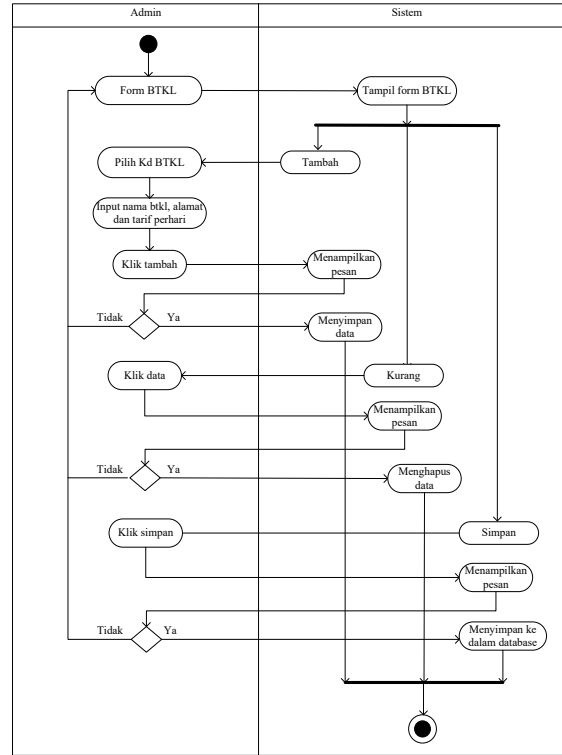 Admin
Sistem
Form BTKL
Tampil form BTKL
Pilih Kd BTKL
Tambah
Input nama btkl, alamat
dan tarif perhari
Klik tambah
Menampilkan
pesan
Tidak
Ya
Menyimpan
data
Klik data
Kurang
Menampilkan
pesan
Tidak
Ya
Menghapus
data
Klik simpan
Simpan
Menampilkan
pesan
Tidak
Ya
Menyimpan ke
dalam database